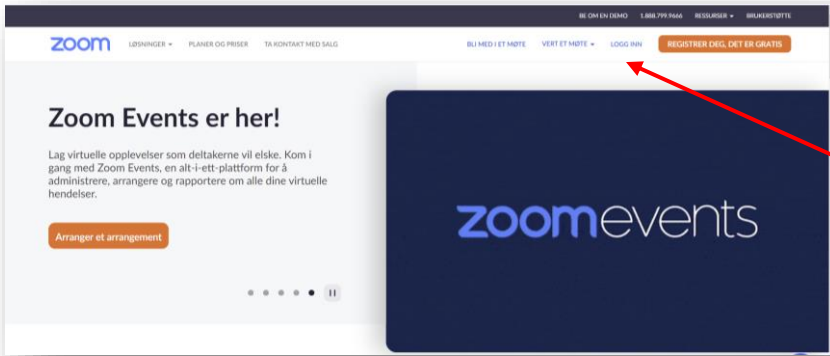 BE OM EN DEMO 1.888.799.9666 RESSURSER BRUKERSTØTTE
zoom LØSNINGER PLANER OG PRISER TA KONTAKT MED SALG BLI MED I ET MØTE VERT ET MØTE LOGG INN REGISTRER DEG, DET ER GRATIS
Zoom Events er her!
Lag virtuelle opplevelser som deltakerne vil elske. Kom i
gang med Zoom Events, en alt-i-ett-plattform for å
administrere, arrangere og rapportere om alle dine virtuelle
hendelser.
Arranger et arrangement
zoomevents